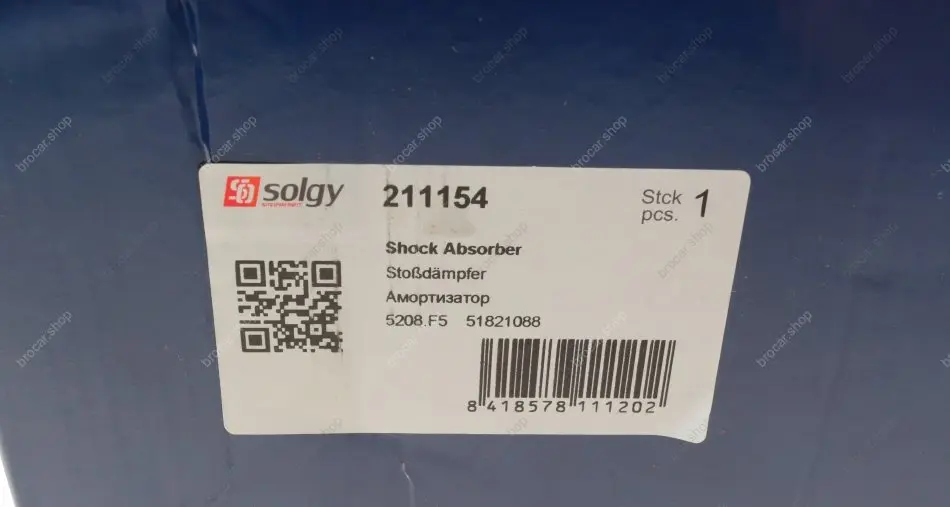 solgy
211154
Stck 1
pcs.
Shock Absorber
Stoßdämpfer
Амортизатор
5208.F5 51821088
8 418578 111202
brocar.shop